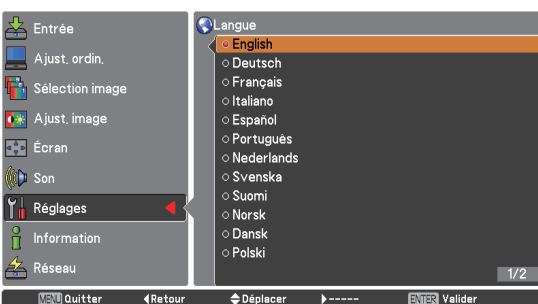 Entrée
Ajust. ordin.
Sélection image
Ajust. image
Écran
Son
Réglages
Information
Réseau
Langue
English
Deutsch
Français
Italiano
Español
Português
Nederlands
Svenska
Suomi
Norsk
Dansk
Polski
1/2
MENU Quitter ◀Retour ◆Déplacer ▶----- ENTER Valider